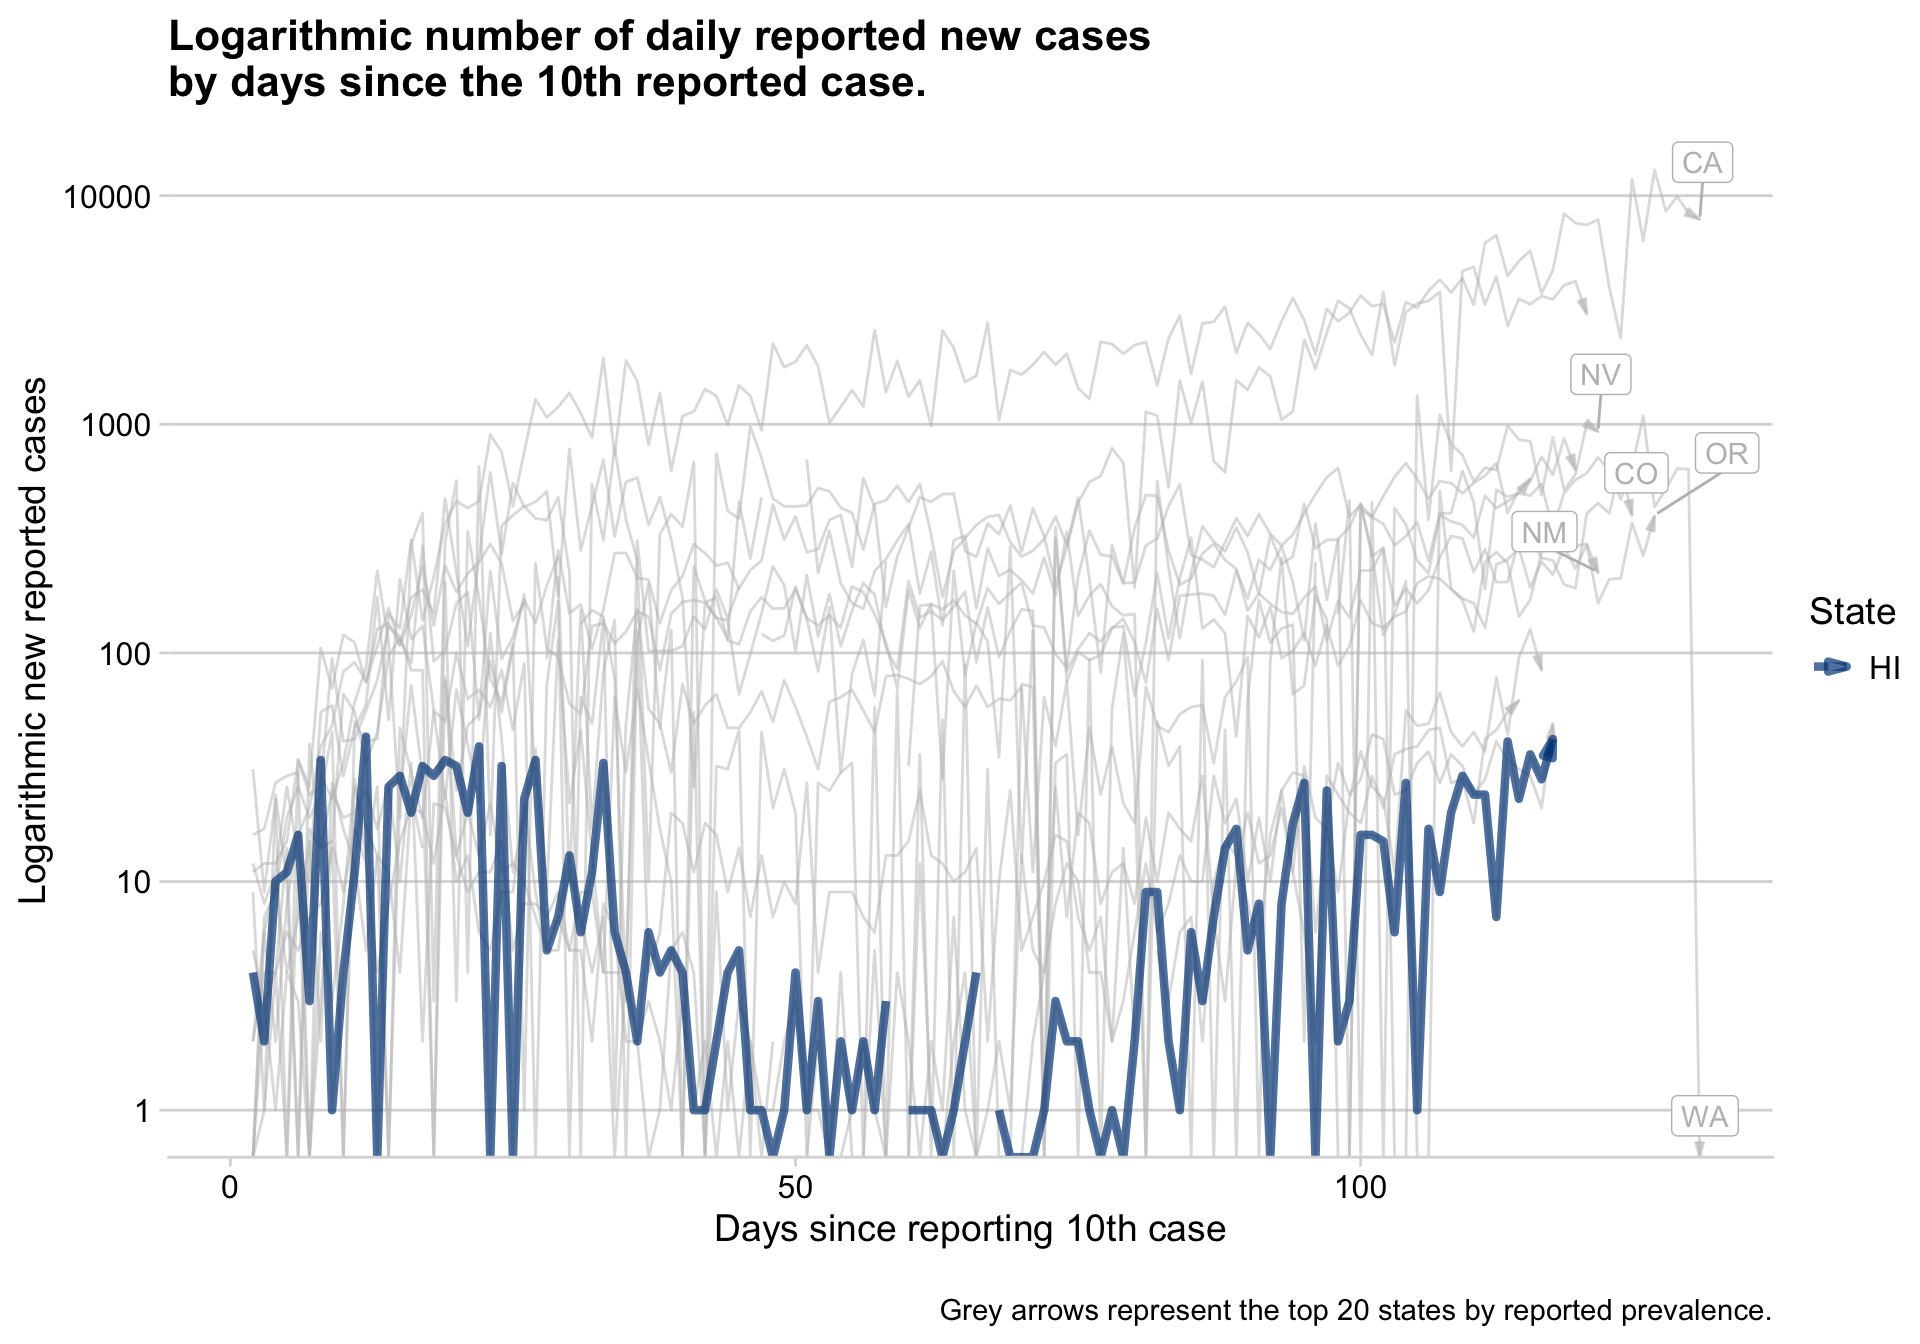 Logarithmic number of daily reported new cases
by days since the 10th reported case.
Logarithmic new reported cases
10000
1000
100
10
1
CA
NV
OR
CO
NM
WA
State
HI
0
50
100
Days since reporting 10th case
Grey arrows represent the top 20 states by reported prevalence.